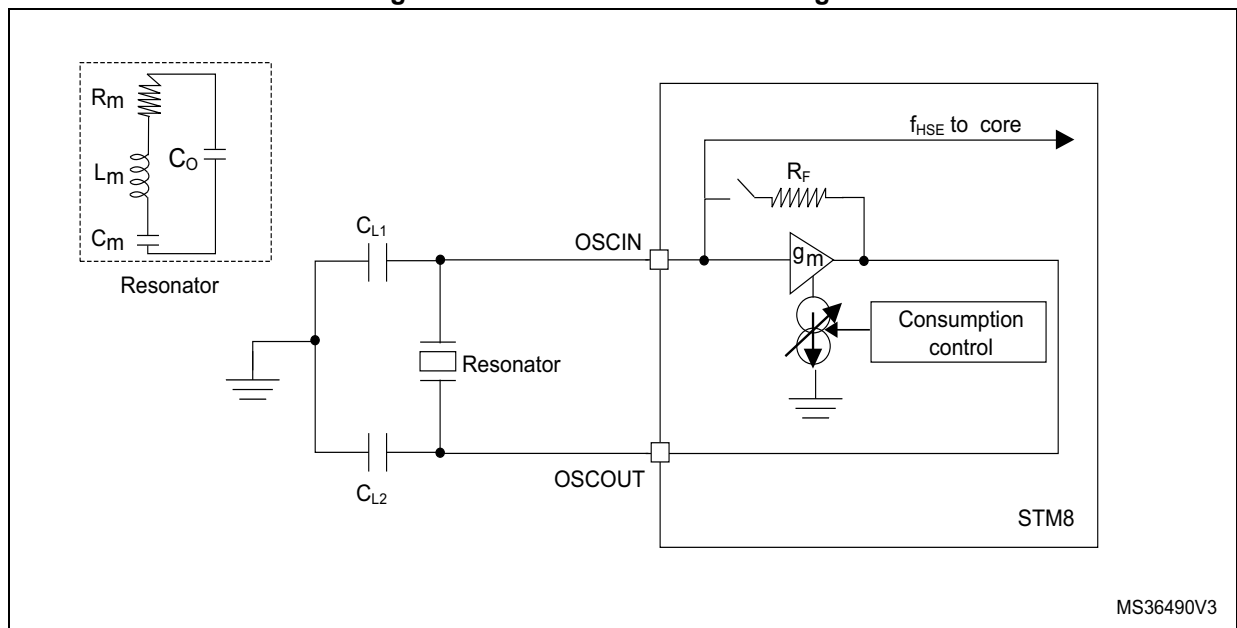 Rm
Lm
Cm
CO
Resonator
CL1
CL2
Resonator
OSCIN
OSCOUT
fHSE to core
RF
gm
Consumption
control
STM8
MS36490V3